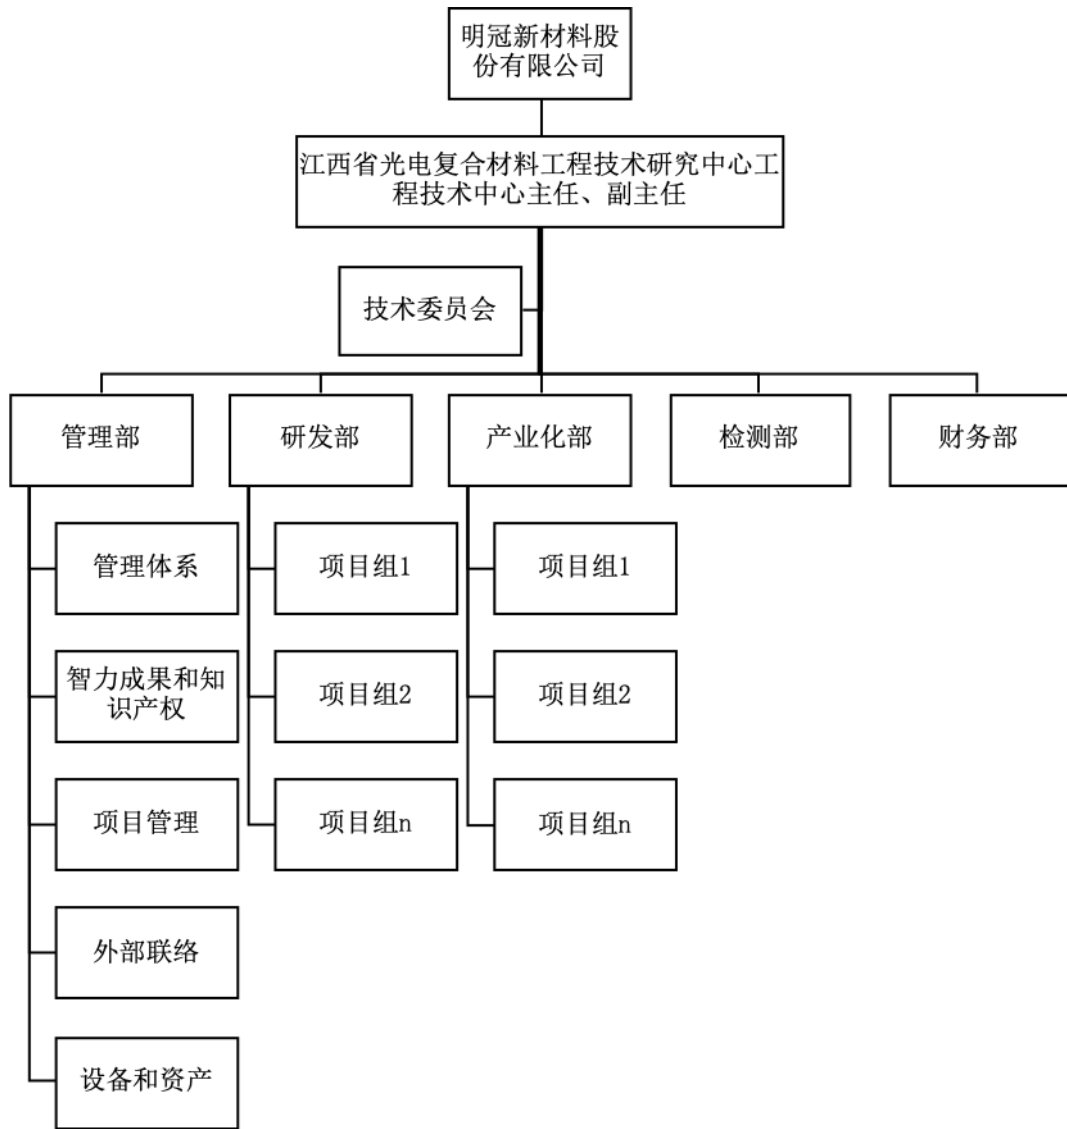 明冠新材料股
份有限公司
江西省光电复合材料工程技术研究中心工
程技术中心主任、副主任
技术委员会
管理部
研发部
产业化部
检测部
财务部
管理体系
项目组1
项目组1
智力成果和知
识产权
项目组2
项目组2
项目管理
项目组n
项目组n
外部联络
设备和资产